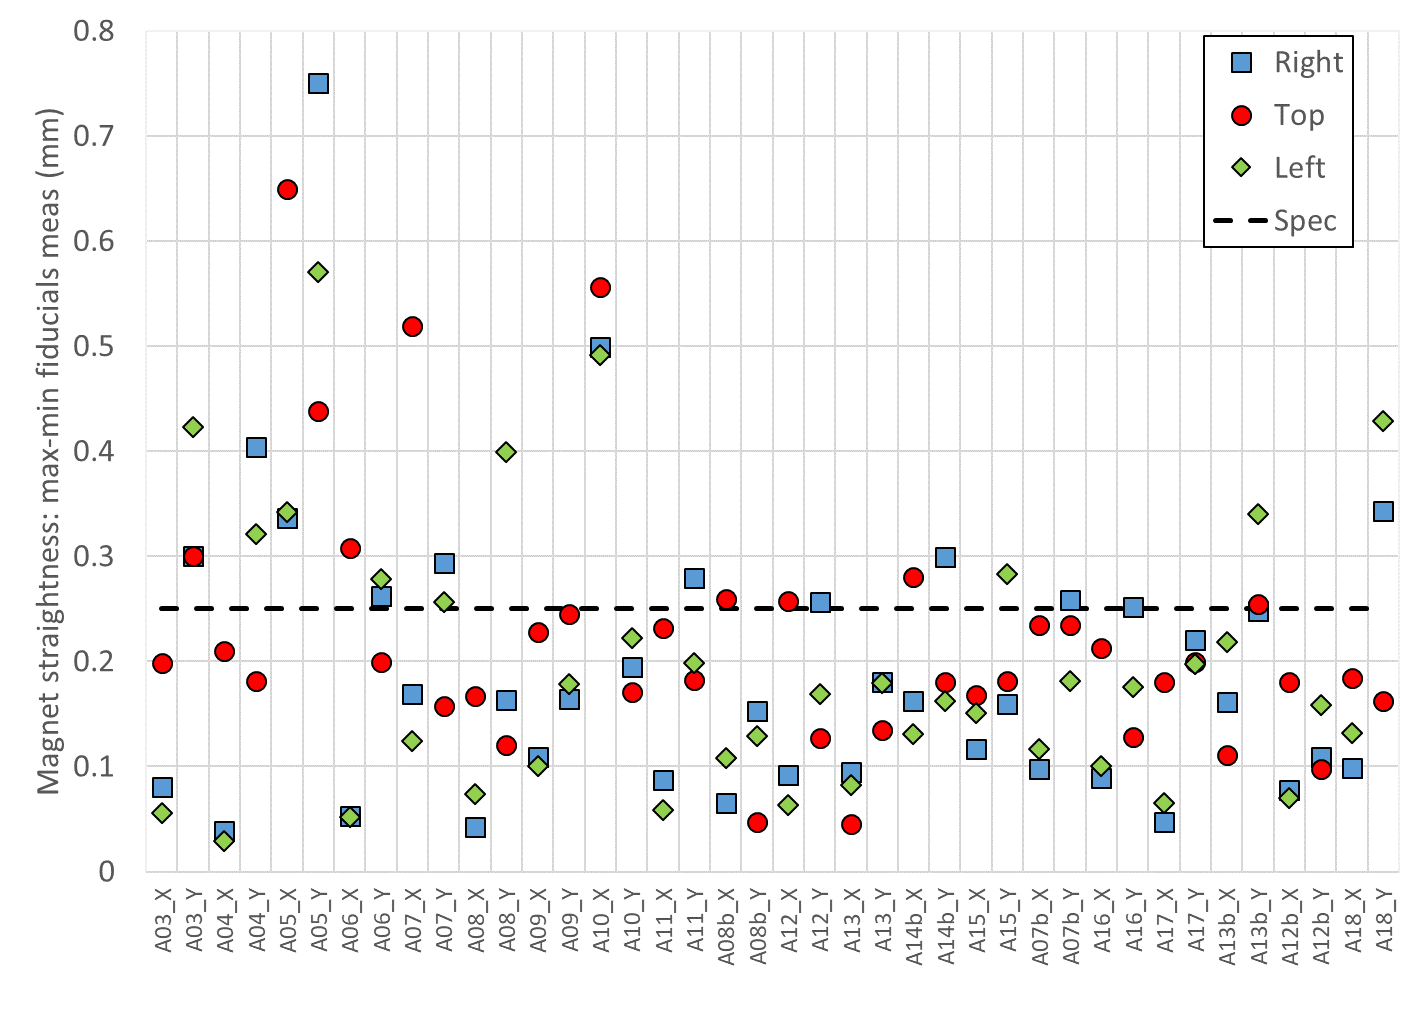 Magnet straightness: max-min fiducials meas (mm)
0.8
0.7
0.6
0.5
0.4
0.3
0.2
0.1
0
Right
Top
Left
Spec
A03_X
A03_Y
A04_X
A04_Y
A05_X
A05_Y
A06_X
A06_Y
A07_X
A07_Y
A08_X
A08_Y
A09_X
A09_Y
A10_X
A10_Y
A11_X
A11_Y
A08b_X
A08b_Y
A12_X
A12_Y
A13_X
A13_Y
A14b_X
A14b_Y
A15_X
A15_Y
A07b_X
A07b_Y
A16_X
A16_Y
A17_X
A17_Y
A13b_X
A13b_Y
A12b_X
A12b_Y
A18_X
A18_Y